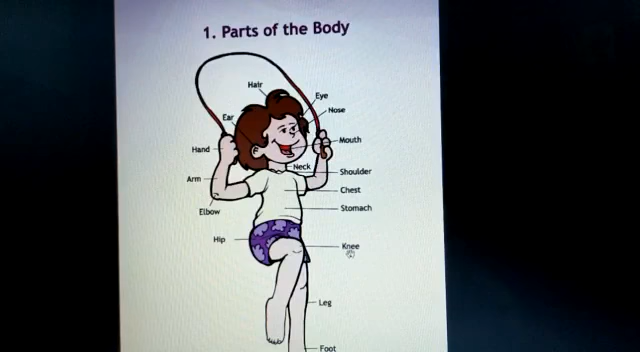 1. Parts of the Body
Hair
Eye
Nose
Ear
Mouth
Hand
Neck
Shoulder
Arm
Chest
Elbow
Stomach
Hip
Knee
Leg
Foot